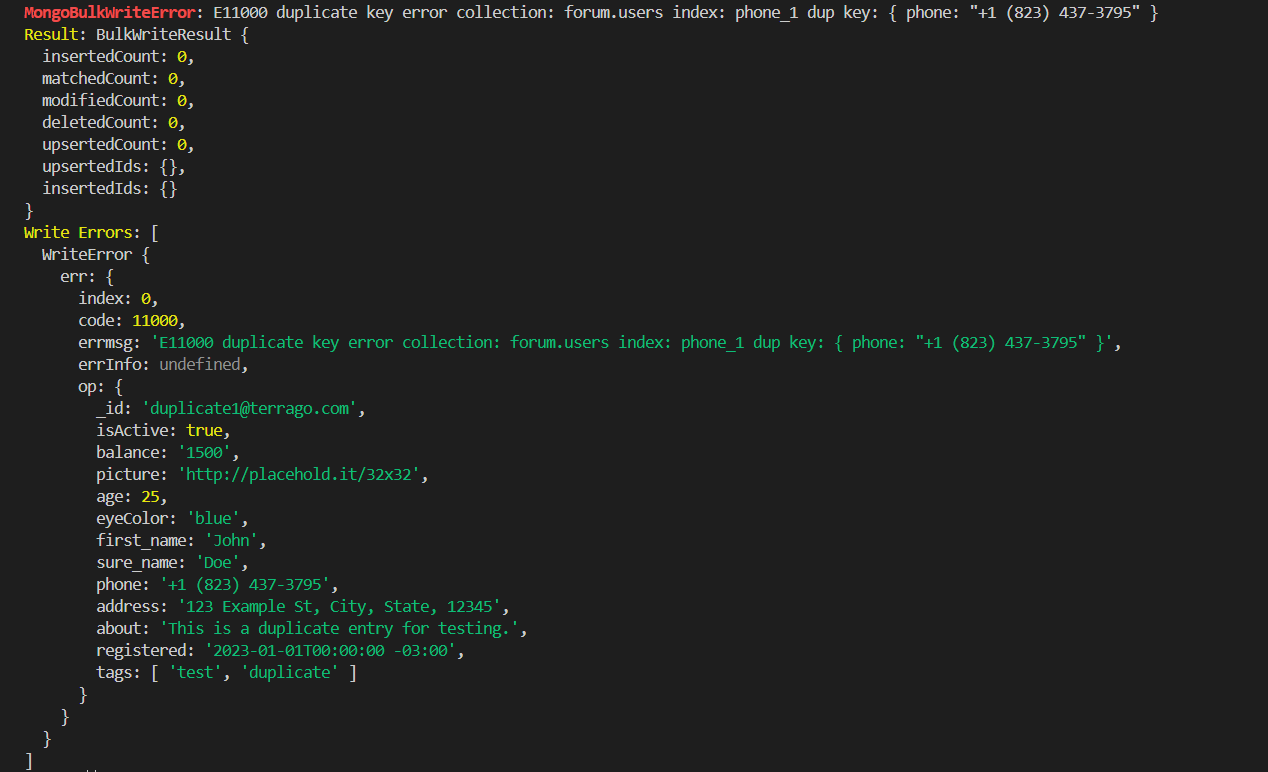 MongoBulkWriteError: E11000 duplicate key error collection: forum.users index: phone_1 dup key: { phone: "+1 (823) 437-3795" }
Result: BulkWriteResult {
  insertedCount: 0,
  matchedCount: 0,
  modifiedCount: 0,
  deletedCount: 0,
  upsertedCount: 0,
  upsertedIds: {},
  insertedIds: {}
}
Write Errors: [
  WriteError {
    err: {
      index: 0,
      code: 11000,
      errmsg: 'E11000 duplicate key error collection: forum.users index: phone_1 dup key: { phone: "+1 (823) 437-3795" }',
      errInfo: undefined,
      op: {
        _id: 'duplicate1@terrago.com',
        isActive: true,
        balance: '1500',
        picture: 'http://placehold.it/32x32',
        age: 25,
        eyeColor: 'blue',
        first_name: 'John',
        sure_name: 'Doe',
        phone: '+1 (823) 437-3795',
        address: '123 Example St, City, State, 12345',
        about: 'This is a duplicate entry for testing.',
        registered: '2023-01-01T00:00:00 -03:00',
        tags: [ 'test', 'duplicate' ]
      }
    }
  }
]